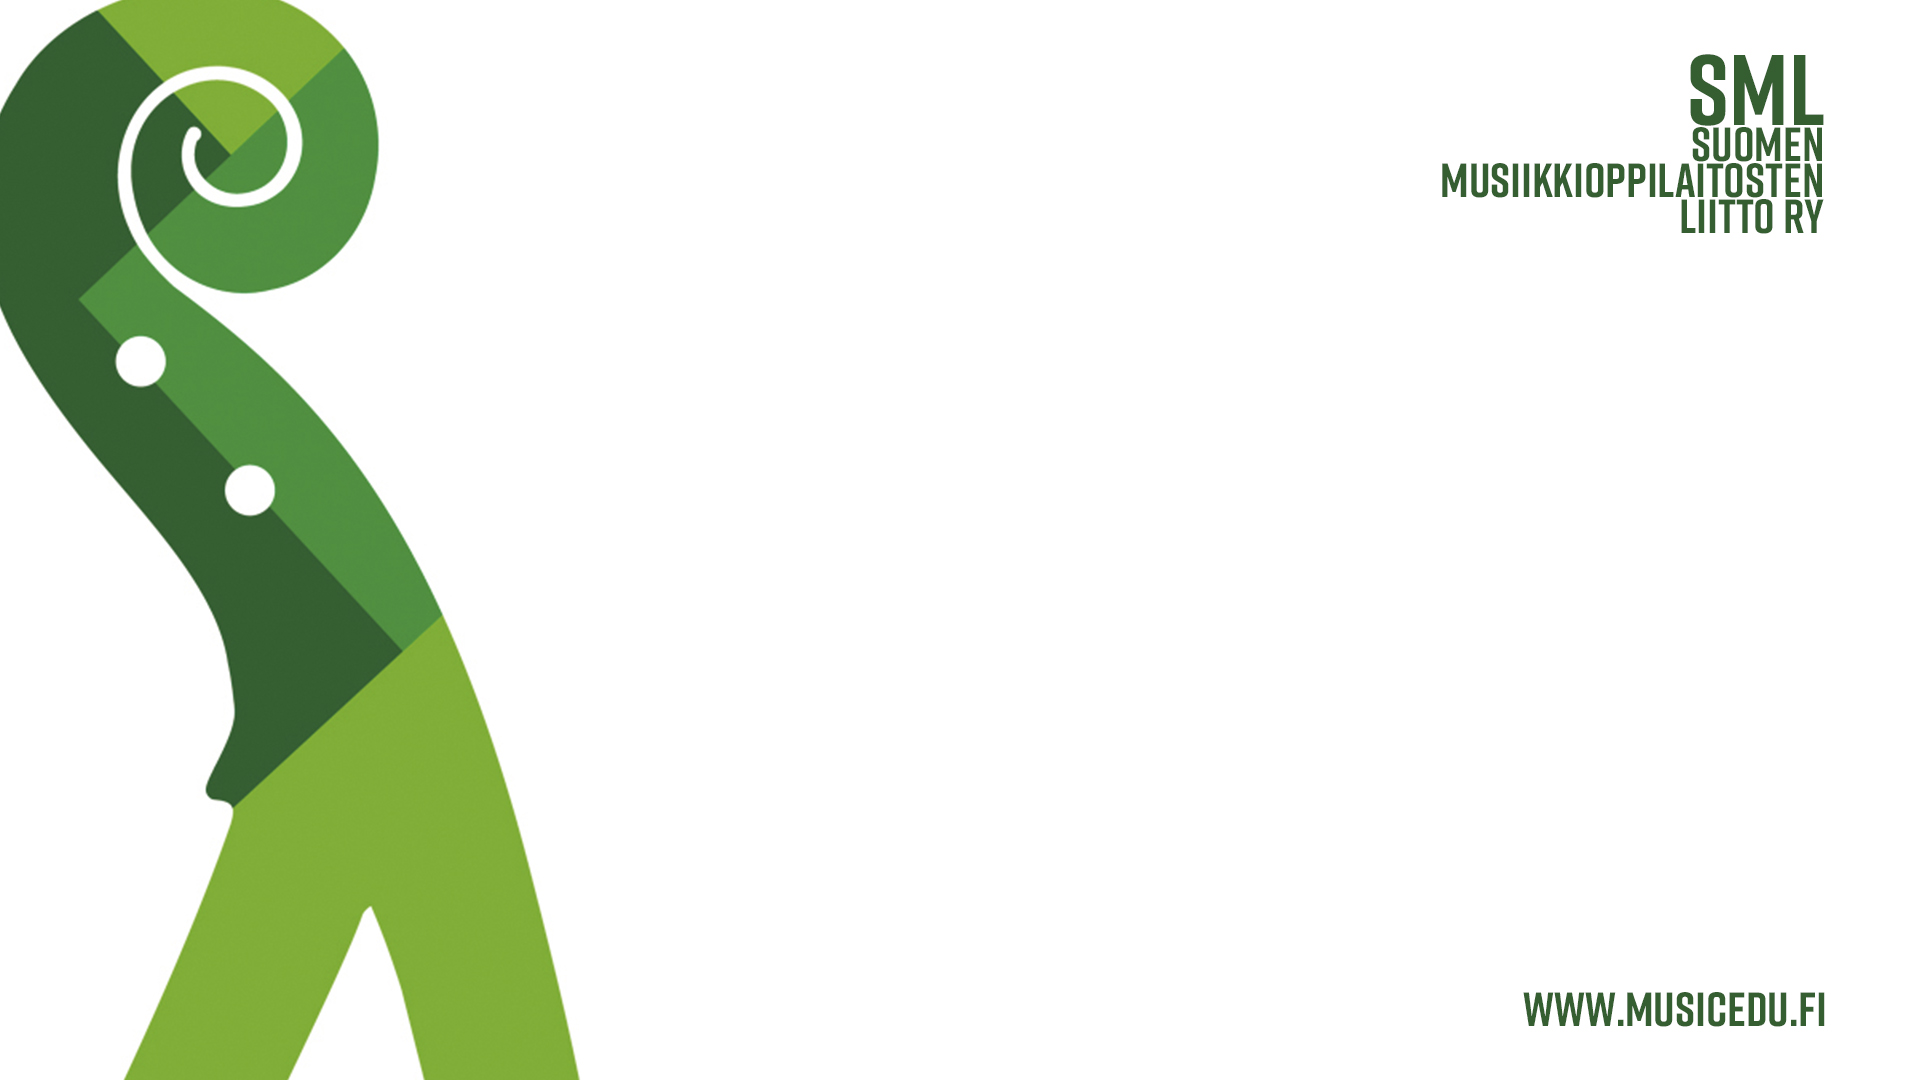 SML
SUOMEN
MUSIIKKIOPPILAITOSTEN
LIITTO RY
WWW.MUSICEDU.FI